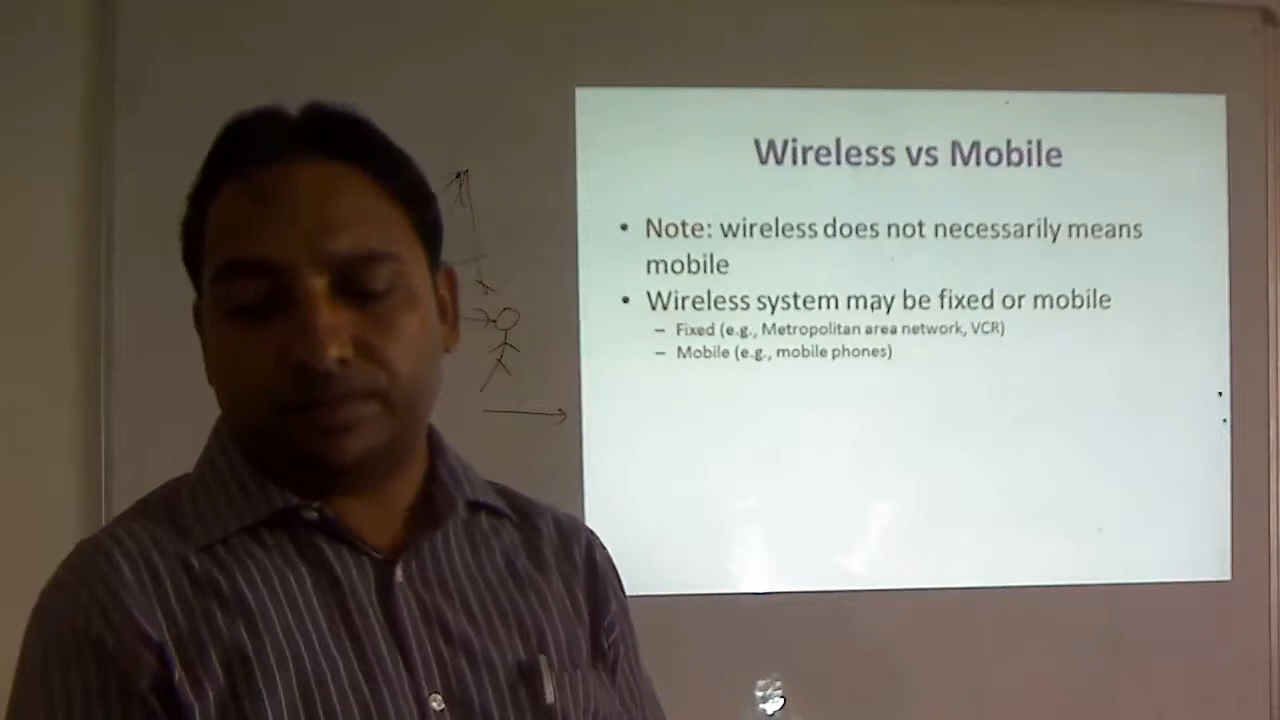 Wireless vs Mobile
• Note: wireless does not necessarily means
mobile
• Wireless system may be fixed or mobile
– Fixed (e.g., Metropolitan area network, VCR)
– Mobile (e.g., mobile phones)